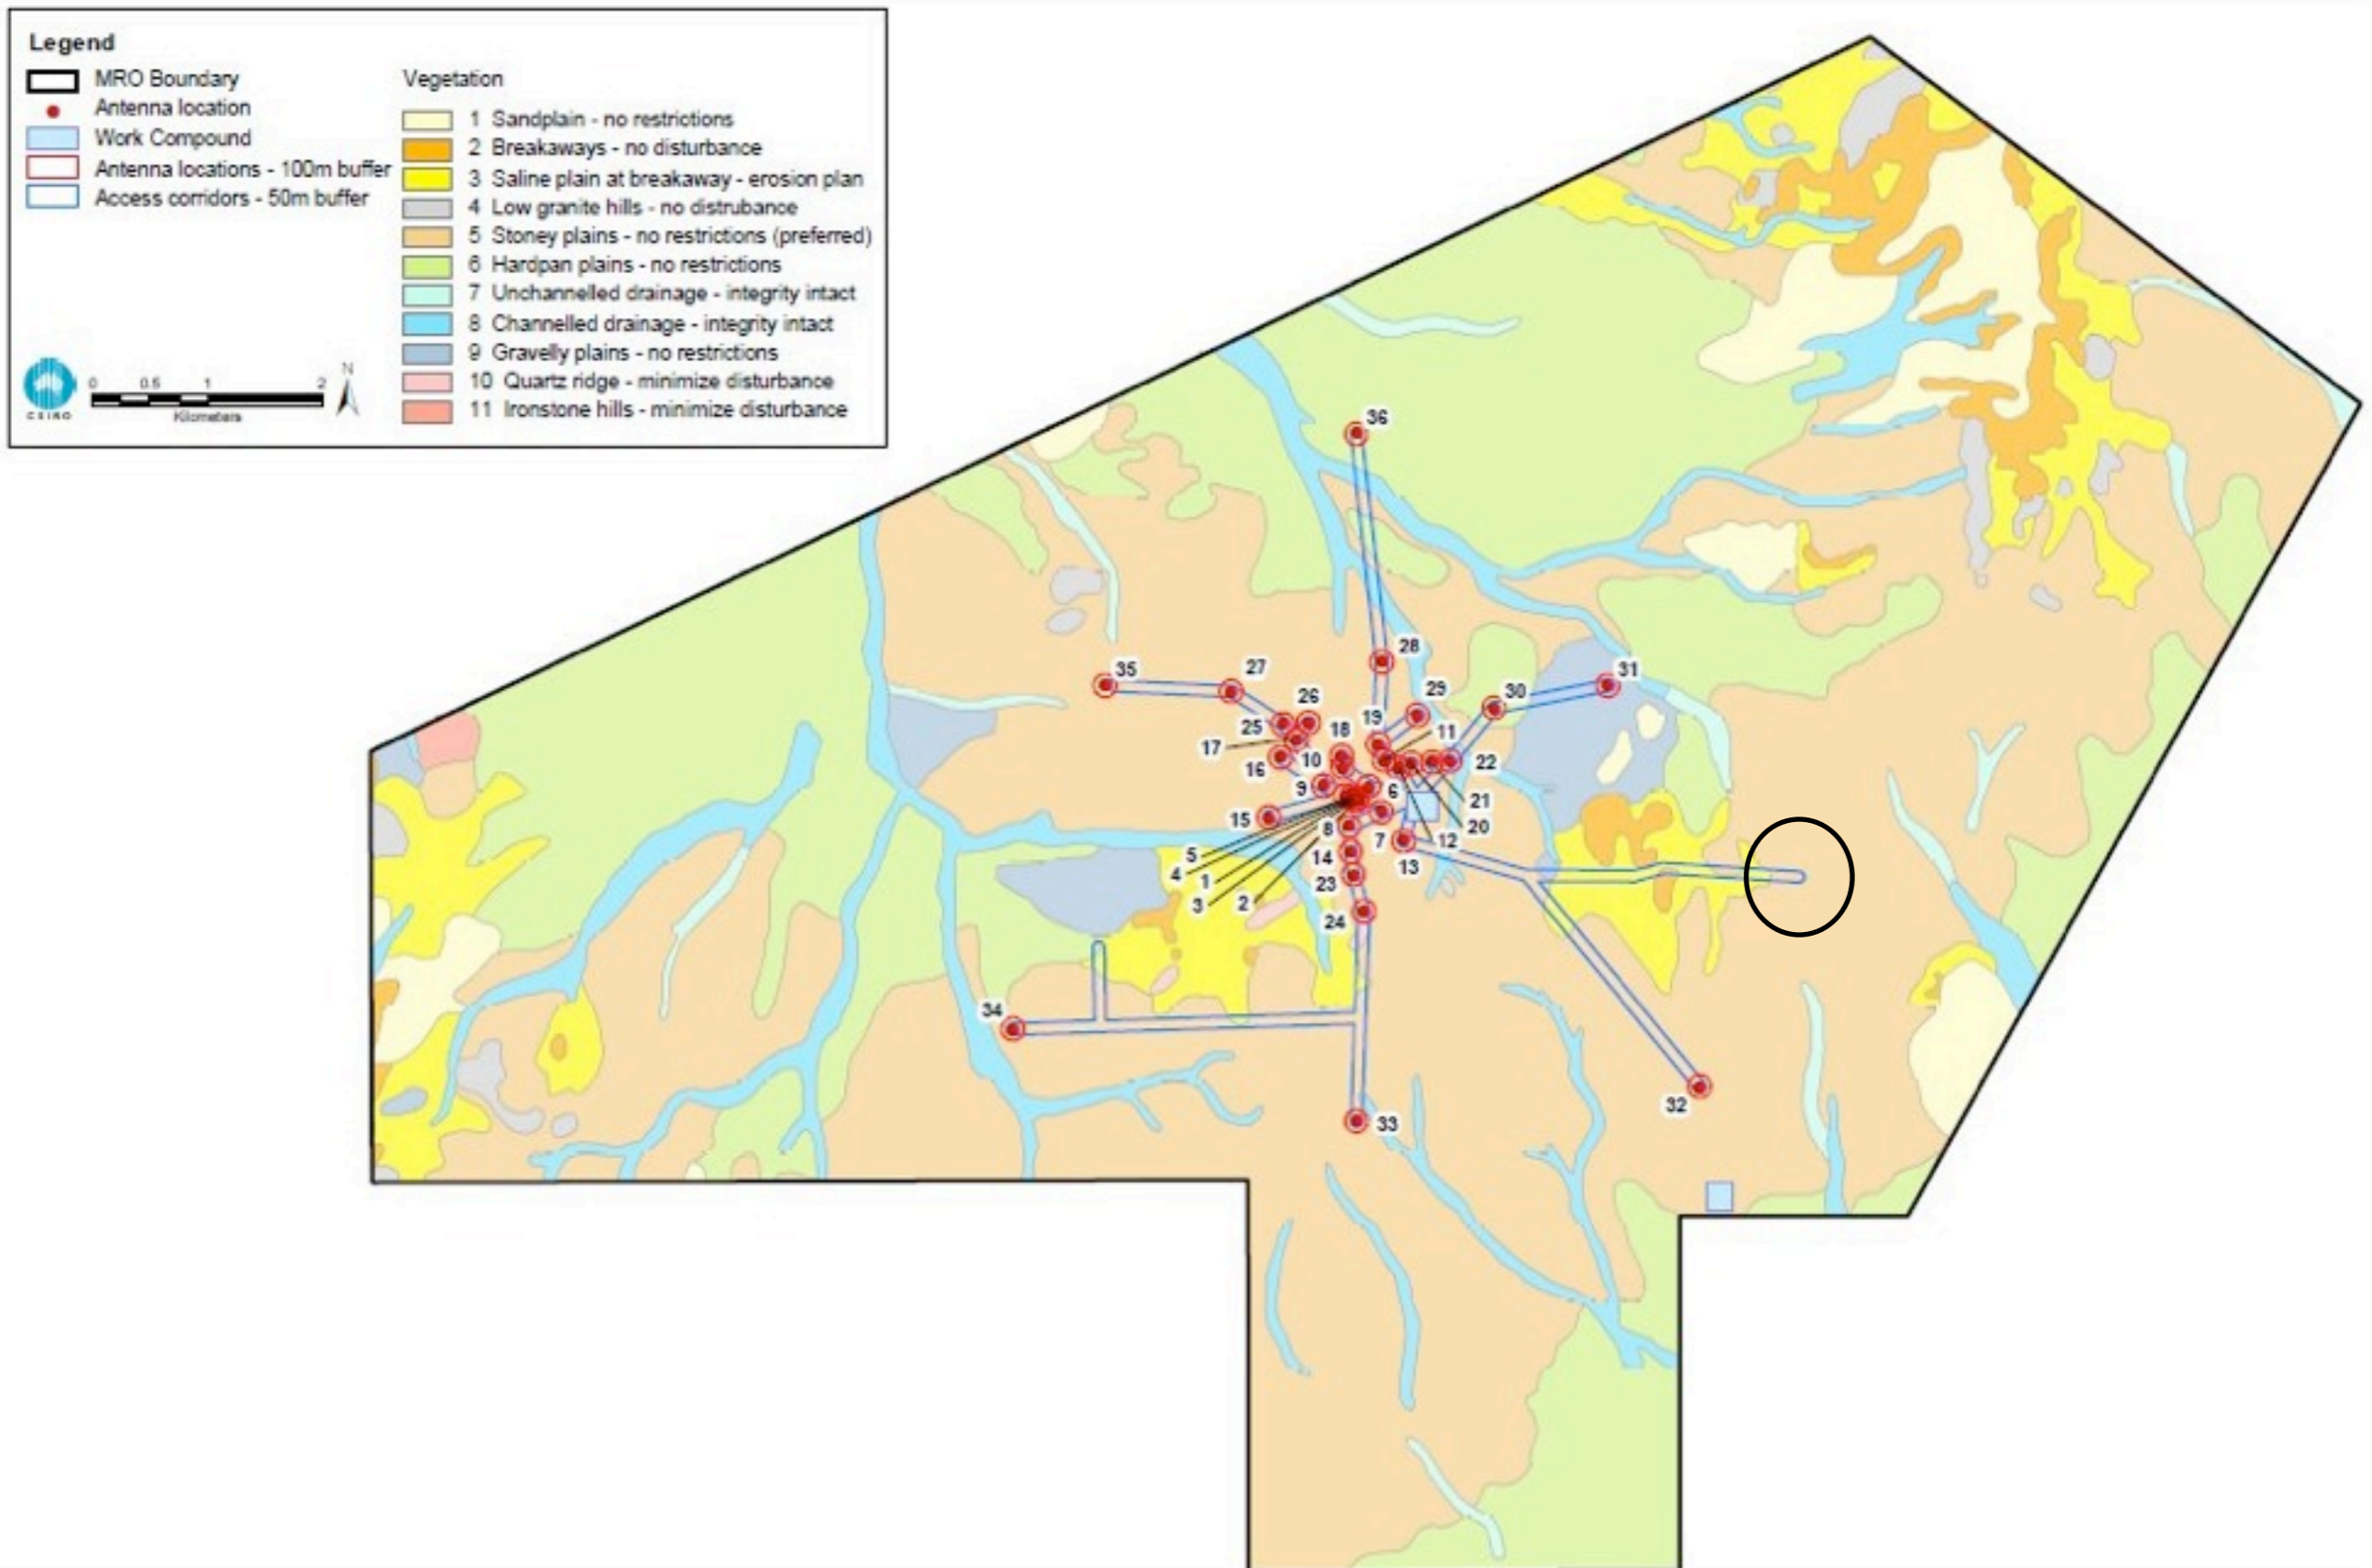 Legend
MRO Boundary
Antenna location
Work Compound
Antenna locations - 100m buffer
Access corridors - 50m buffer
Vegetation
1 Sandplain - no restrictions
2 Breakaways - no disturbance
3 Saline plain at breakaway - erosion plan
4 Low granite hills - no distrubance
5 Stoney plains - no restrictions (preferred)
6 Hardpan plains - no restrictions
7 Unchannelled drainage - integrity intact
8 Channelled drainage - integrity intact
9 Gravelly plains - no restrictions
10 Quartz ridge - minimize disturbance
11 Ironstone hills - minimize disturbance
CSIRO
0 0.5 1 2
Kilometers
N
36
28
35
27
31
26
29
30
25
19
18
11
17
10
16
22
9
6
21
15
20
8
7
12
5
14
13
4
23
1
3
2
24
34
32
33